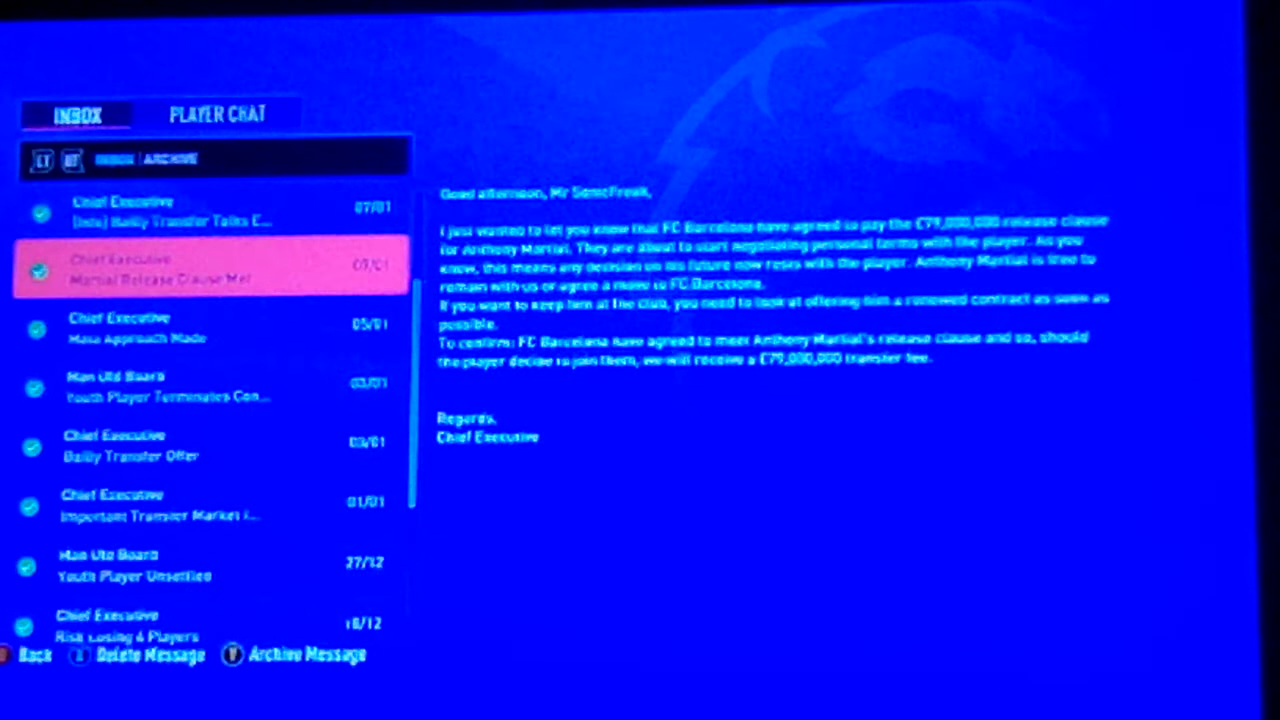 INBOX PLAYER CHAT
LT RT INBOX | ARCHIVE
Chief Executive 07/01
Bailly Transfer Talks E...
Chief Executive 07/01
Martial Release Clause Met
Chief Executive 05/01
Mata Approach Made
Man Utd Board 03/01
Youth Player Terminates Con...
Chief Executive 03/01
Bailly Transfer Offer
Chief Executive 01/01
Important Transfer Market I...
Man Utd Board 27/12
Youth Player Unsettled
Chief Executive 18/12
Risk Losing 4 Players
Back Delete Message Archive Message
Good afternoon, Mr SonicFreak,
I just wanted to let you know that FC Barcelona have agreed to pay the £79,000,000 release clause
for Anthony Martial. They are about to start negotiating personal terms with the player. As you
know, this means any decision on his future now rests with the player. Anthony Martial is free to
remain with us or agree a move to FC Barcelona.
If you want to keep him at the club, you need to look at offering him a renewed contract as soon as
possible.
To confirm: FC Barcelona have agreed to meet Anthony Martial's release clause and so, should
the player decide to join them, we will receive a £79,000,000 transfer fee.
Regards,
Chief Executive